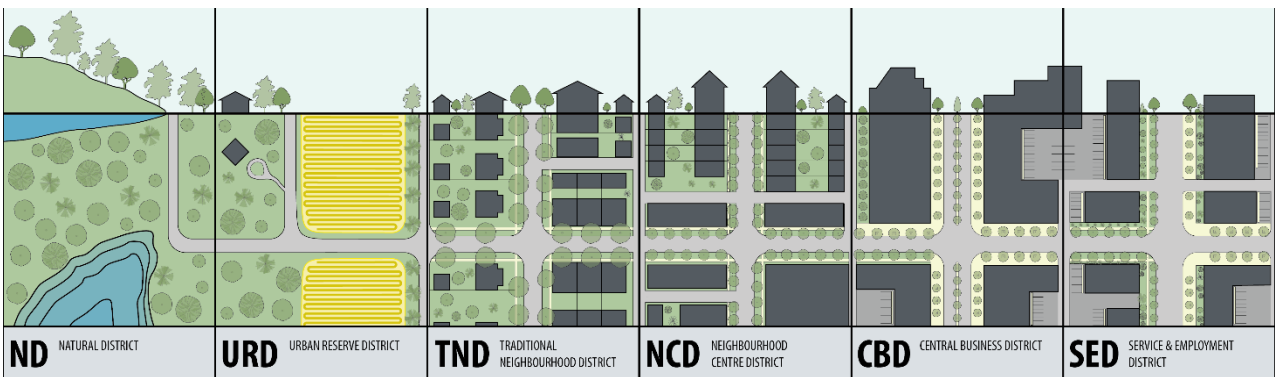 ND NATURAL DISTRICT
URD URBAN RESERVE DISTRICT
TND TRADITIONAL
NEIGHBOURHOOD DISTRICT
NCD NEIGHBOURHOOD
CENTRE DISTRICT
CBD CENTRAL BUSINESS DISTRICT
SED SERVICE & EMPLOYMENT
DISTRICT